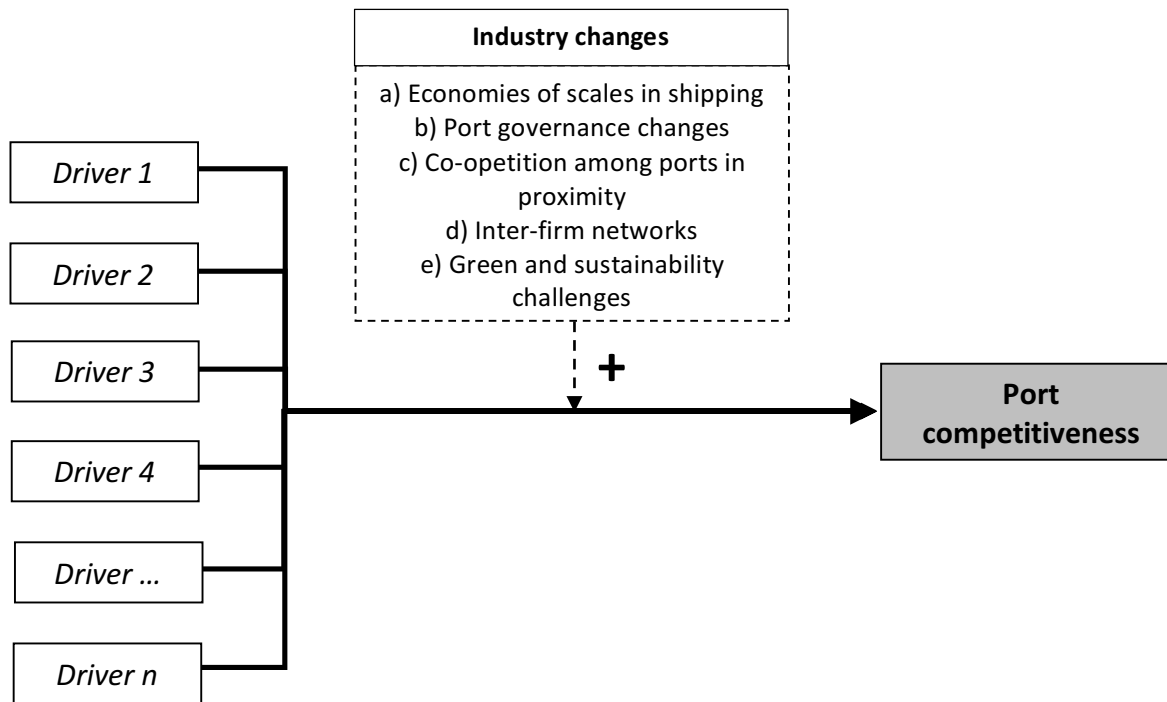 Industry changes
a) Economies of scales in shipping
b) Port governance changes
c) Co-opetition among ports in
proximity
d) Inter-firm networks
e) Green and sustainability
challenges
Driver 1
Driver 2
Driver 3
Driver 4
Driver ...
Driver n
+
Port
competitiveness